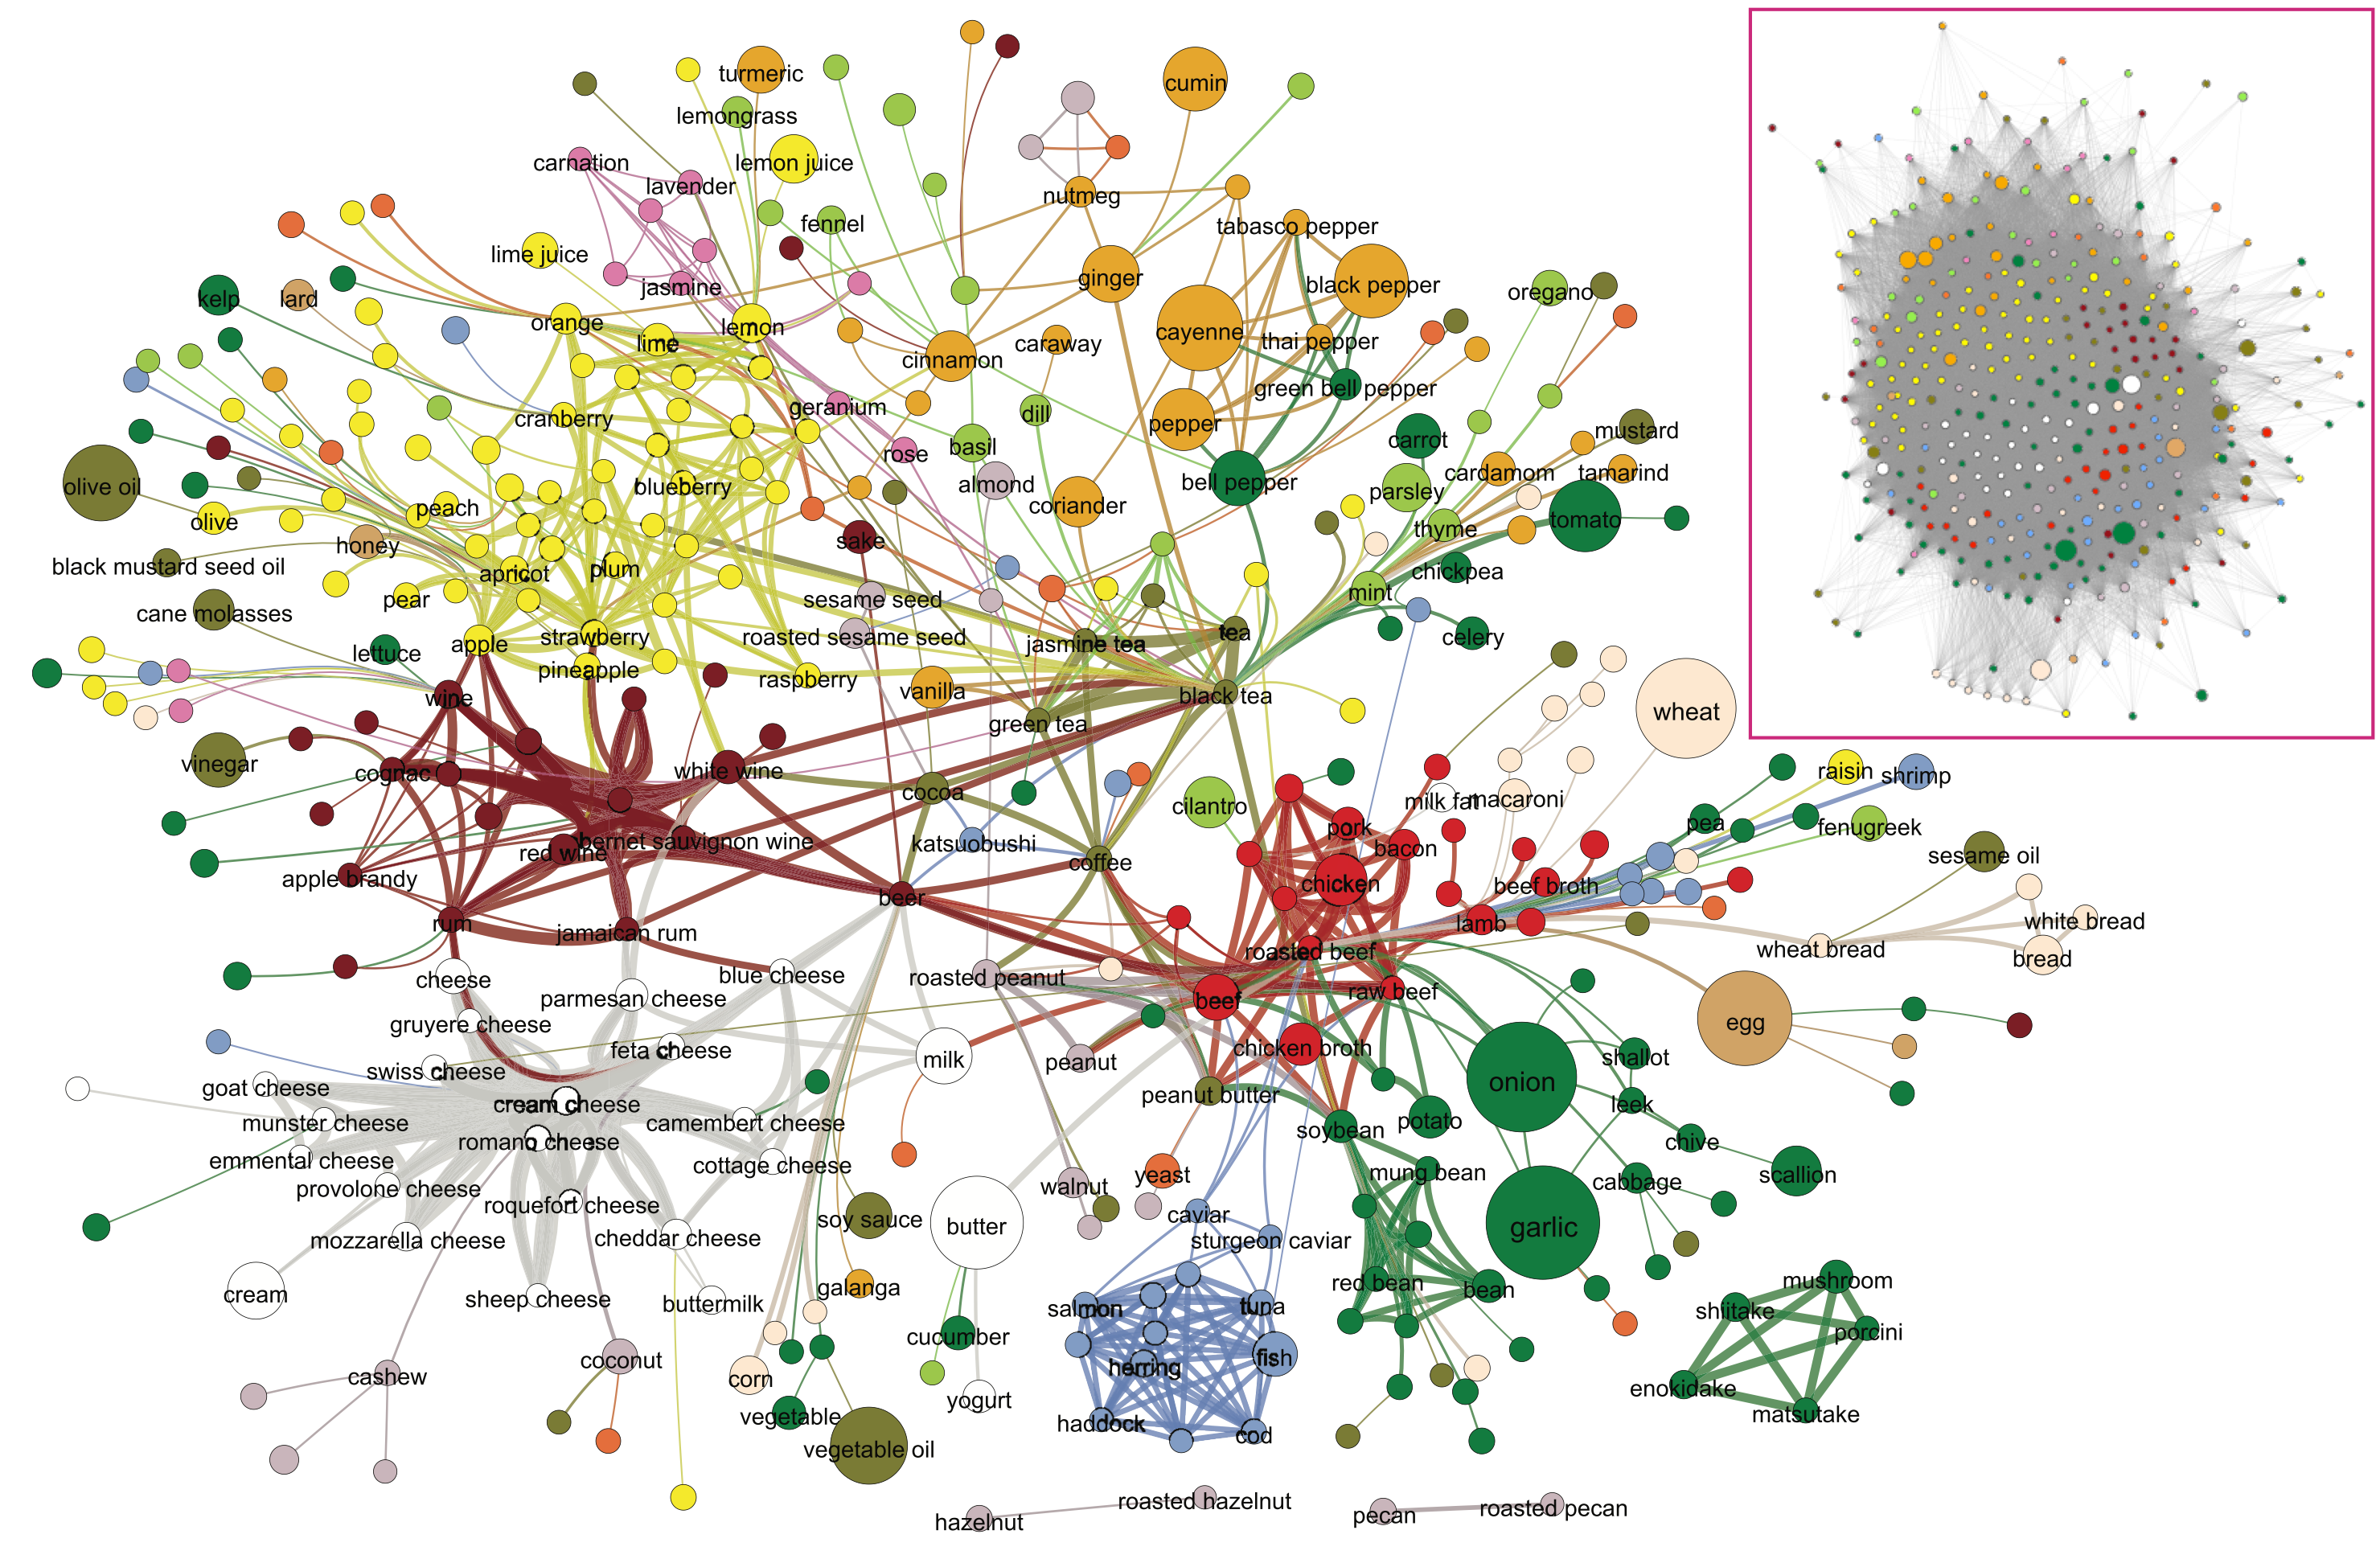 turmeric
cumin
lemongrass
carnation
lemon juice
lavender
nutmeg
fennel
tabasco pepper
lime juice
ginger
jasmine
black pepper
oregano
kelp
lard
orange
lemon
cayenne
lime
thai pepper
caraway
cinnamon
green bell pepper
geranium
cranberry
dill
pepper
mustard
carrot
basil
rose
cardamom
tamarind
olive oil
blueberry
almond
bell pepper
parsley
peach
coriander
olive
tomato
thyme
honey
sake
black mustard seed oil
apricot
plum
chickpea
mint
pear
sesame seed
cane molasses
tea
strawberry
roasted sesame seed
celery
apple
jasmine tea
lettuce
pineapple
raspberry
vanilla
wine
black tea
wheat
green tea
vinegar
cognac
white wine
raisin
shrimp
cocoa
milk fat
macaroni
cilantro
pea
fenugreek
pork
katsuobushi
bernet sauvignon wine
bacon
red wine
sesame oil
coffee
apple brandy
chicken
beef broth
beer
rum
lamb
white bread
jamaican rum
wheat bread
roasted beef
bread
blue cheese
roasted peanut
cheese
raw beef
parmesan cheese
beef
gruyere cheese
egg
feta cheese
chicken broth
milk
peanut
shallot
swiss cheese
onion
goat cheese
peanut butter
cream cheese
leek
munster cheese
camembert cheese
potato
soybean
romano cheese
chive
emmental cheese
cottage cheese
mung bean
yeast
scallion
provolone cheese
walnut
cabbage
roquefort cheese
caviar
soy sauce
butter
garlic
mozzarella cheese
cheddar cheese
sturgeon caviar
mushroom
red bean
galanga
bean
cream
sheep cheese
buttermilk
salmon
tuna
shiitake
cucumber
porcini
coconut
fish
herring
cashew
corn
enokidake
yogurt
vegetable
matsutake
haddock
cod
vegetable oil
roasted hazelnut
roasted pecan
pecan
hazelnut